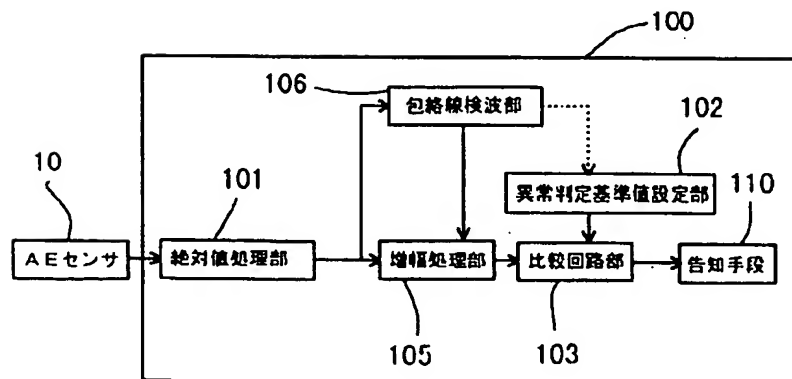 100
106
包絡線検波部
102
10
101
異常判定基準値設定部
110
AEセンサ
絶対値処理部
増幅処理部
比較回路部
告知手段
105
103